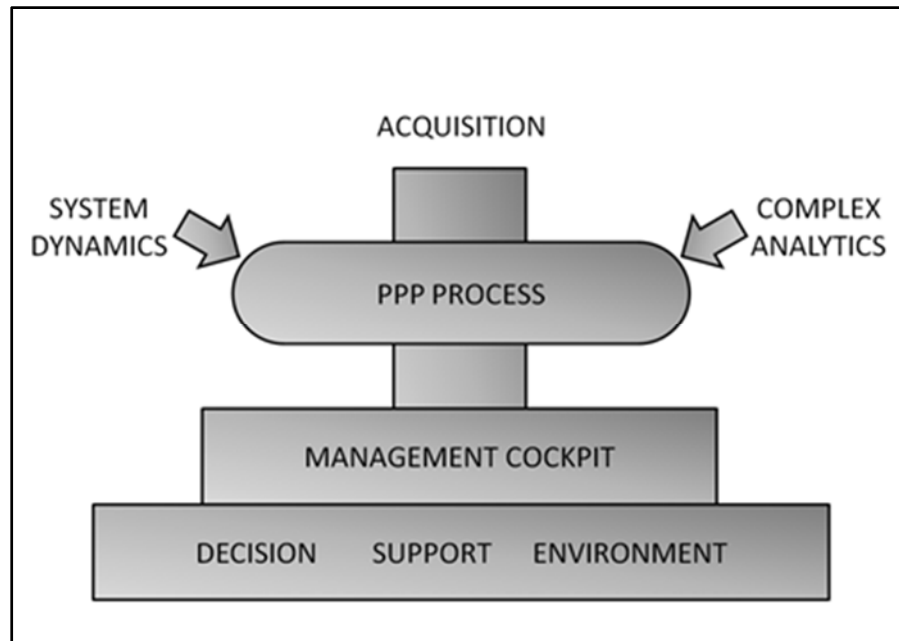 ACQUISITION
SYSTEM
DYNAMICS
COMPLEX
ANALYTICS
PPP PROCESS
MANAGEMENT COCKPIT
DECISION SUPPORT ENVIRONMENT